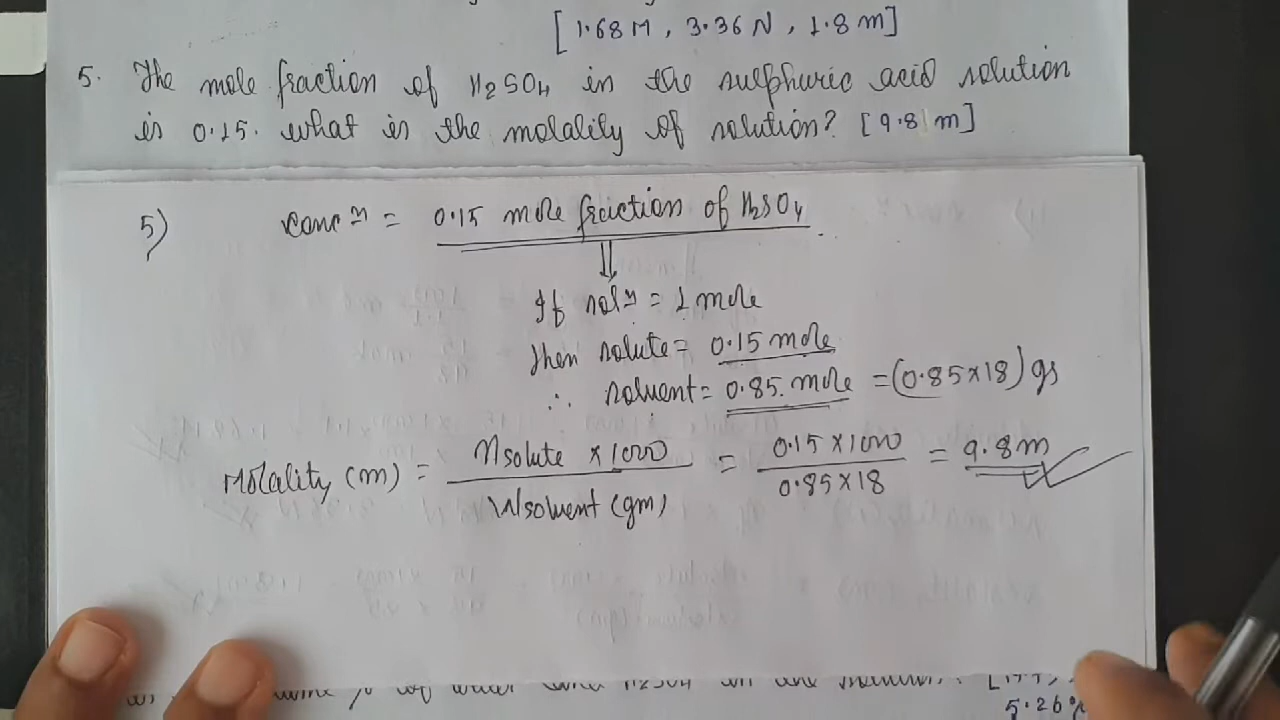 [1.68 M, 3.36 N, 1.8 m]
5. The mole fraction of H2SO4 in the sulphuric acid solution
is 0.15. what is the molality of solution? [9.8 m]
5) Conc n = 0.15 mole fraction of H2SO4
⇓
If sol n = 1 mole
then solute = 0.15 mole
∴ solvent = 0.85 mole = (0.85×18) gs
Molality (m) = nsolute × 1000 / Wsolvent (gm) = 0.15 × 1000 / 0.85×18 = 9.8 m
5.26%